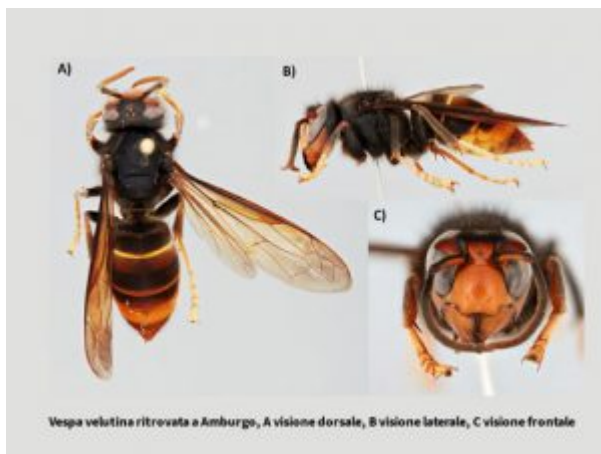 A)
B)
C)
Vespa velutina ritrovata a Amburgo, A visione dorsale, B visione laterale, C visione frontale